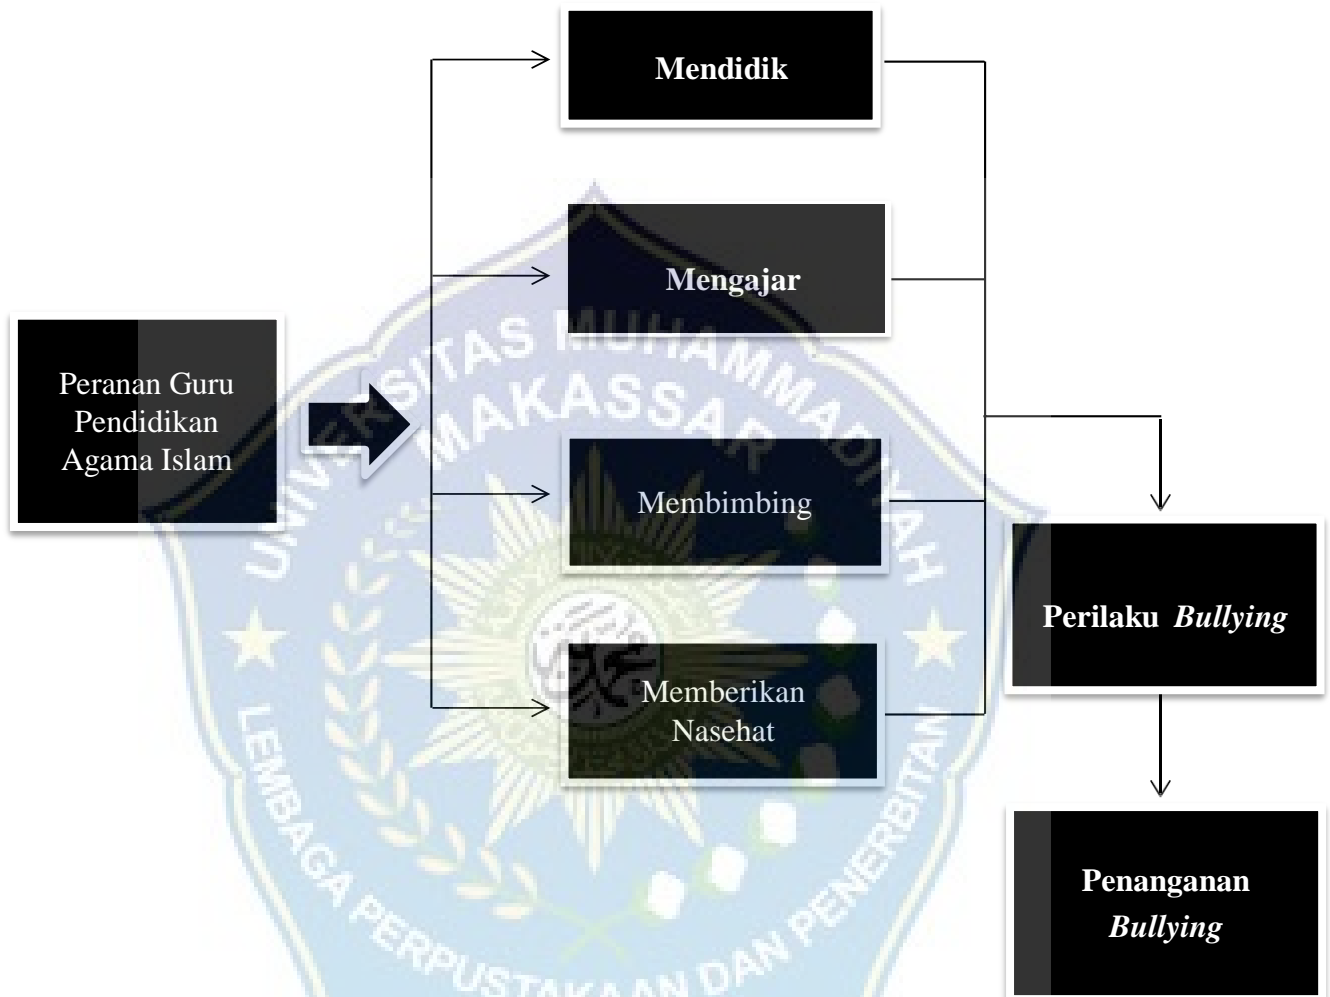 Mendidik
Mengajar
Peranan Guru
Pendidikan
Agama Islam
Membimbing
Memberikan
Nasehat
Perilaku Bullying
Penanganan
Bullying
UNIVERSITAS MUHAMMADIYAH
MAKASSAR
LEMBAGA PERPUSTAKAAN DAN PENERBITAN